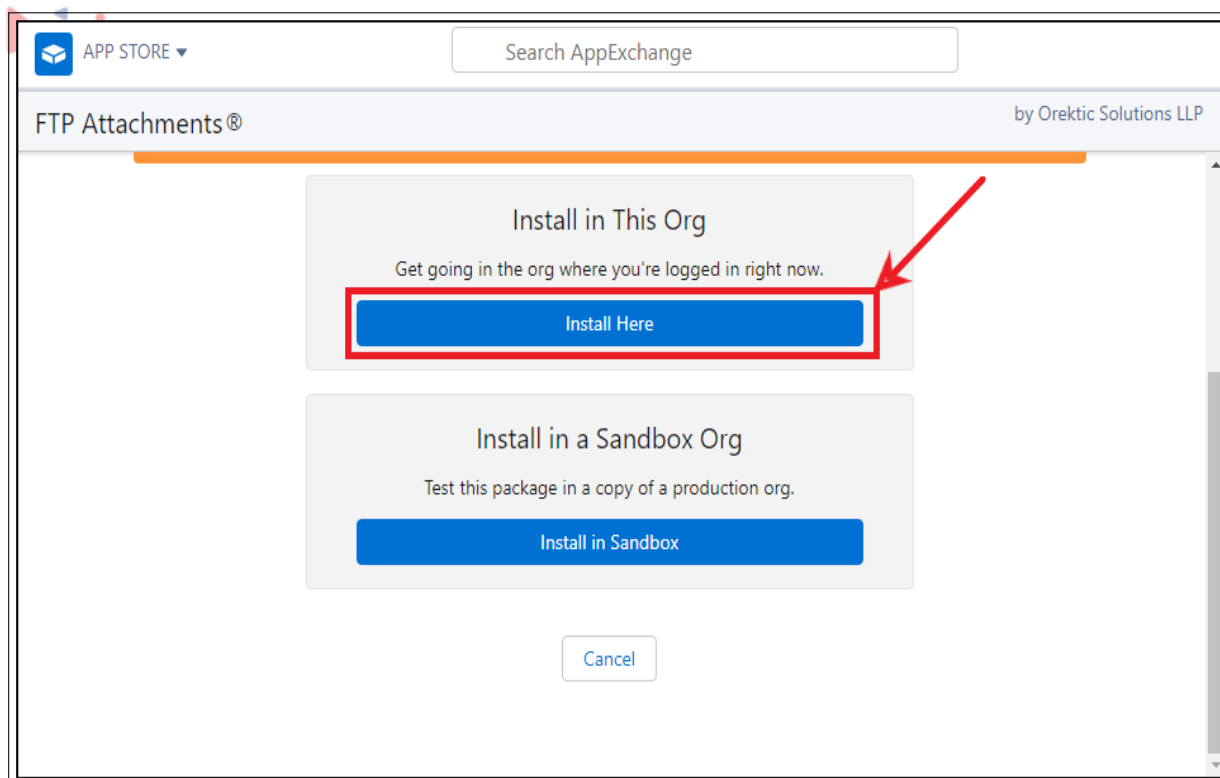 APP STORE
Search AppExchange
FTP Attachments®
by Orektic Solutions LLP
Install in This Org
Get going in the org where you're logged in right now.
Install Here
Install in a Sandbox Org
Test this package in a copy of a production org.
Install in Sandbox
Cancel